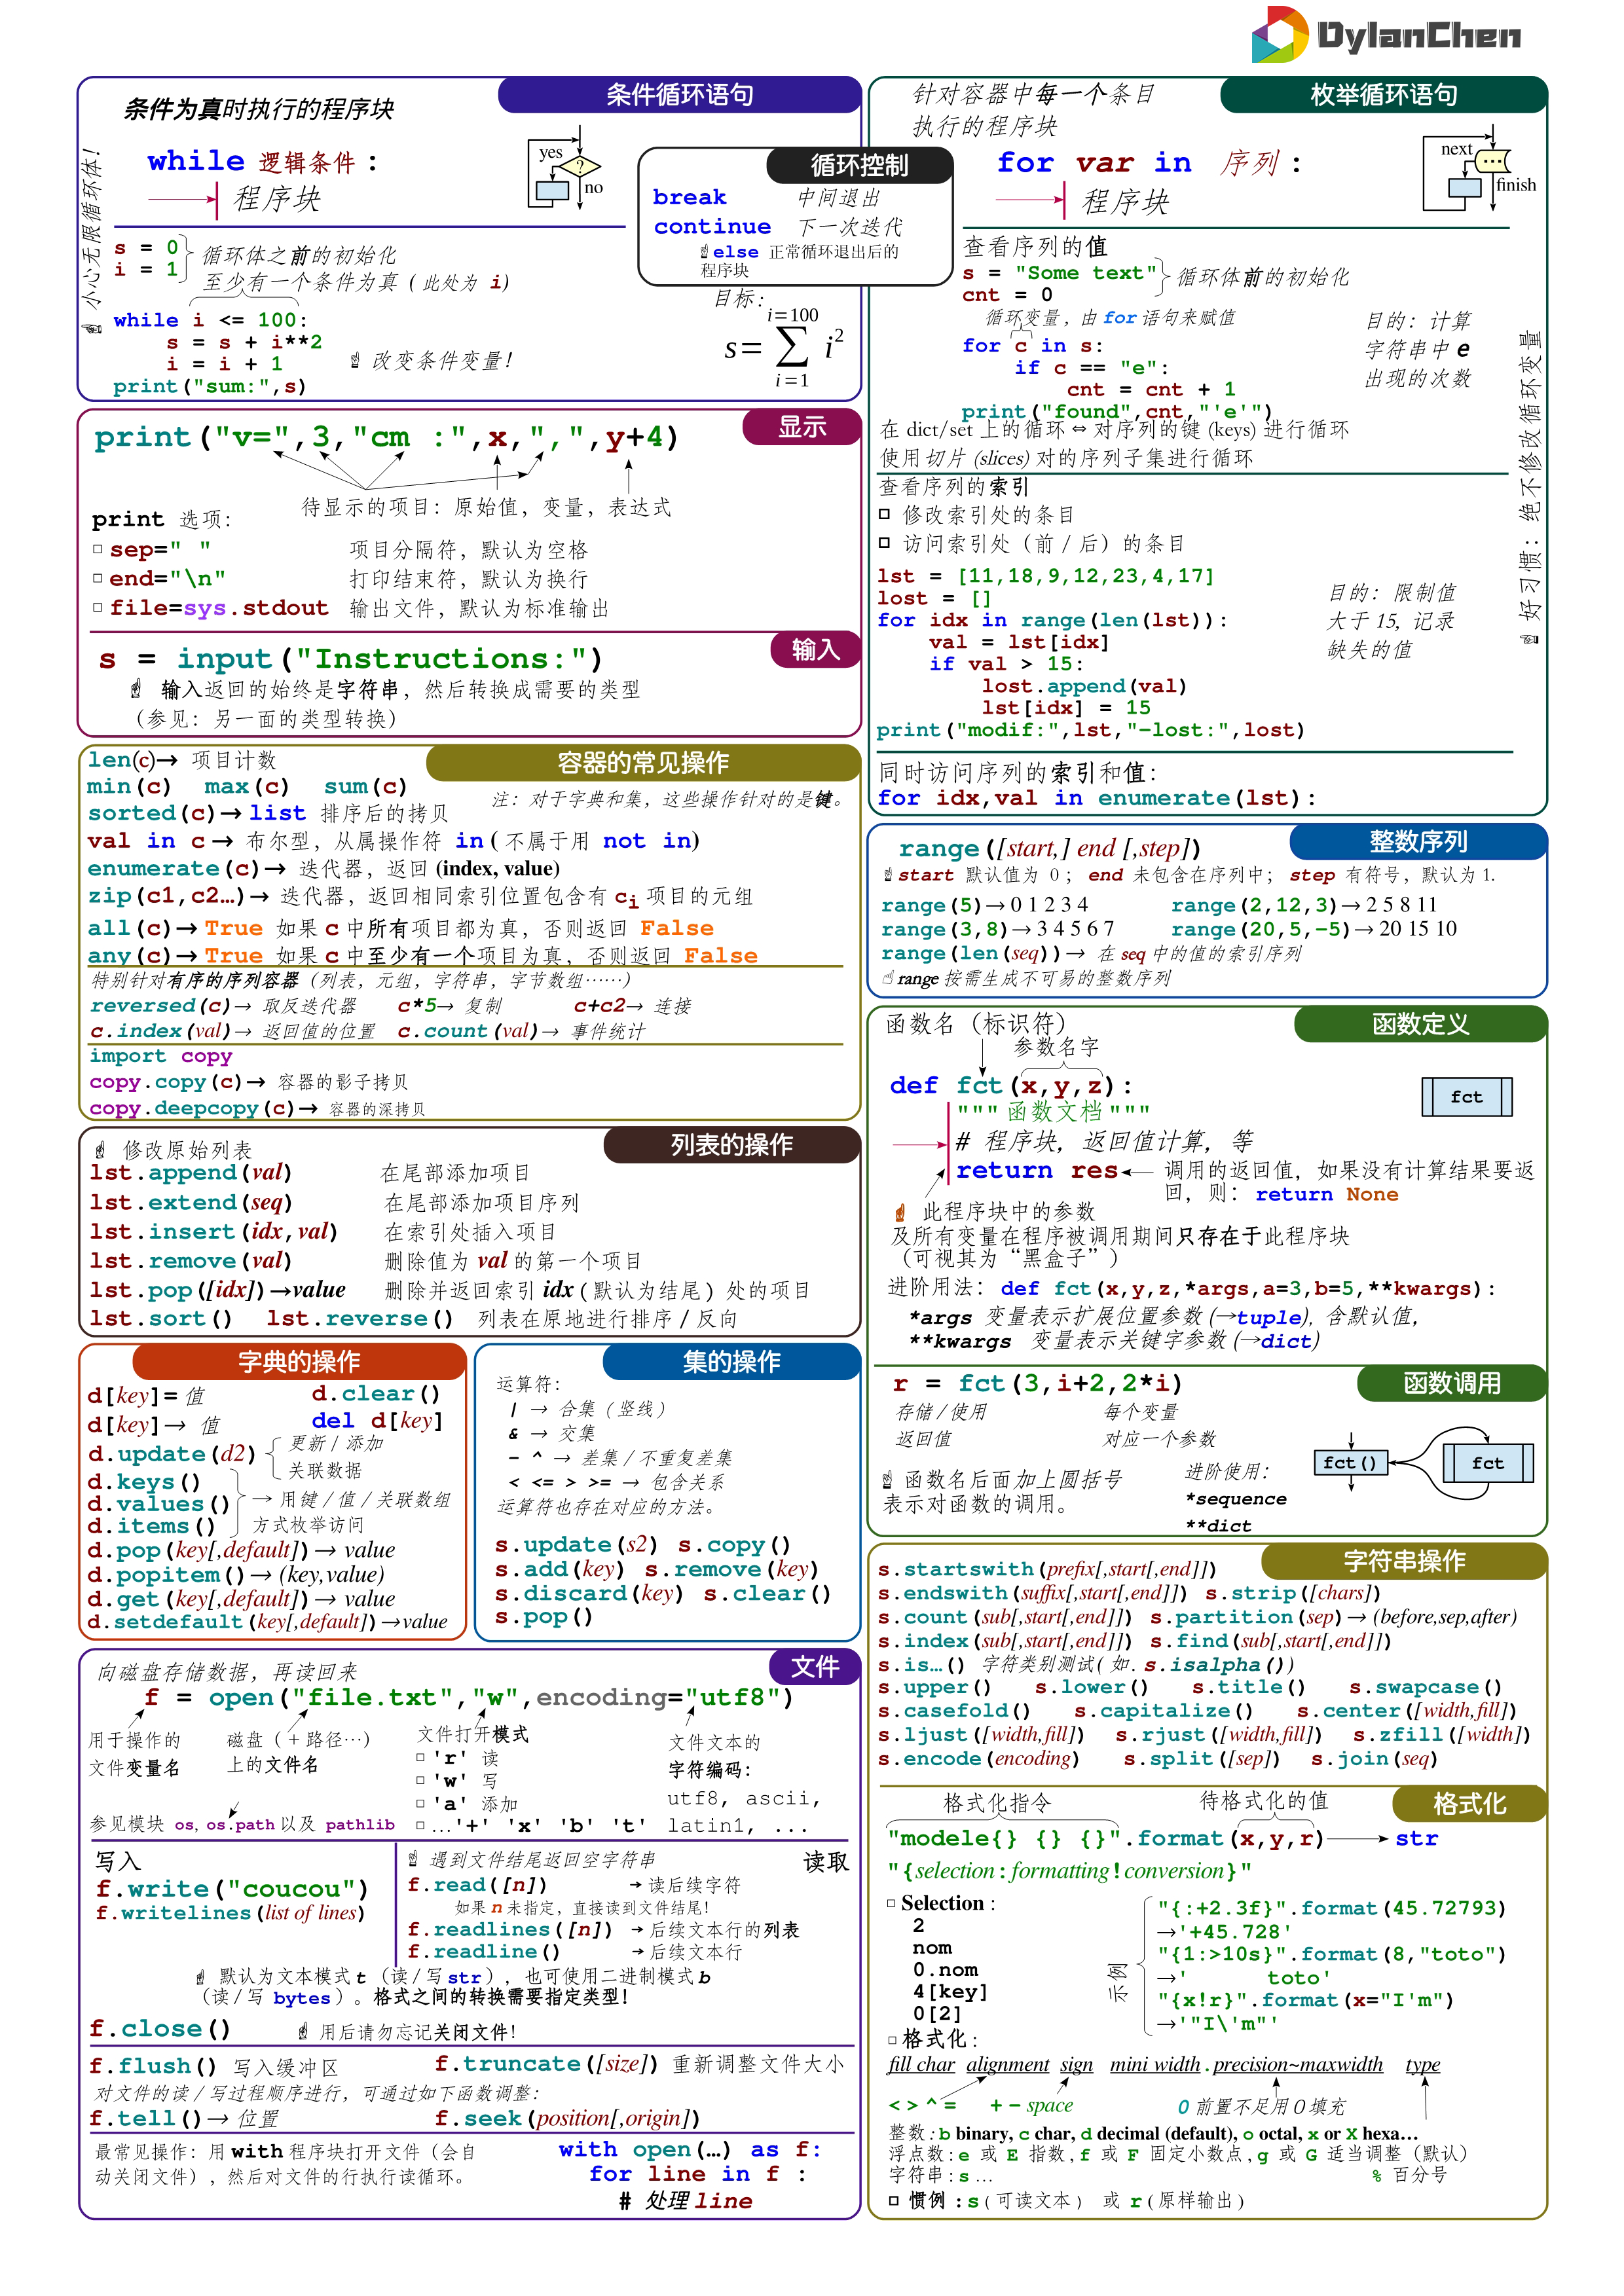 DylanChen
条件循环语句
条件为真时执行的程序块
小心无限循环体!
while 逻辑条件 :
程序块
yes
?
no
s = 0
i = 1
循环体之前的初始化
至少有一个条件为真 ( 此处为 i)
while i <= 100:
s = s + i**2
i = i + 1
print("sum:",s)
改变条件变量!
目标:
i=100
s=∑ i2
i=1
循环控制
break 中间退出
continue 下一次迭代
else 正常循环退出后的
程序块
枚举循环语句
针对容器中每一个条目
执行的程序块
for var in 序列 :
程序块
next
...
finish
查看序列的值
s = "Some text"
cnt = 0
循环体前的初始化
循环变量, 由 for 语句来赋值
for c in s:
if c == "e":
cnt = cnt + 1
print("found",cnt,"'e'")
目的: 计算
字符串中 e
出现的次数
在 dict/set 上的循环 ⇔ 对序列的键 (keys) 进行循环
使用切片 (slices) 对的序列子集进行循环
查看序列的索引
□ 修改索引处的条目
□ 访问索引处 (前 / 后) 的条目
lst = [11,18,9,12,23,4,17]
lost = []
for idx in range(len(lst)):
val = lst[idx]
if val > 15:
lost.append(val)
lst[idx] = 15
print("modif:",lst,"-lost:",lost)
目的: 限制值
大于 15, 记录
缺失的值
好习惯: 绝不修改循环变量
同时访问序列的索引和值:
for idx,val in enumerate(lst):
显示
print("v=",3,"cm :",x,",",y+4)
待显示的项目: 原始值, 变量, 表达式
print 选项:
□ sep=" " 项目分隔符, 默认为空格
□ end="\n" 打印结束符, 默认为换行
□ file=sys.stdout 输出文件, 默认为标准输出
输入
s = input("Instructions:")
输入返回的始终是字符串, 然后转换成需要的类型
(参见: 另一面的类型转换)
容器的常见操作
len(c)→ 项目计数
min(c) max(c) sum(c)
注: 对于字典和集, 这些操作针对的是键。
sorted(c)→ list 排序后的拷贝
val in c → 布尔型, 从属操作符 in ( 不属于用 not in)
enumerate(c)→ 迭代器, 返回 (index, value)
zip(c1,c2…)→ 迭代器, 返回相同索引位置包含有 ci 项目的元组
all(c)→ True 如果 c 中所有项目都为真, 否则返回 False
any(c)→ True 如果 c 中至少有一个项目为真, 否则返回 False
特别针对有序的序列容器 (列表, 元组, 字符串, 字节数组……)
reversed(c)→ 取反迭代器 c*5→ 复制 c+c2→ 连接
c.index(val)→ 返回值的位置 c.count(val)→ 事件统计
import copy
copy.copy(c)→ 容器的影子拷贝
copy.deepcopy(c)→ 容器的深拷贝
整数序列
range([start,] end [,step])
start 默认值为 0 ; end 未包含在序列中; step 有符号, 默认为 1.
range(5)→ 0 1 2 3 4 range(2,12,3)→ 2 5 8 11
range(3,8)→ 3 4 5 6 7 range(20,5,-5)→ 20 15 10
range(len(seq))→ 在 seq 中的值的索引序列
range 按需生成不可易的整数序列
列表的操作
修改原始列表
lst.append(val) 在尾部添加项目
lst.extend(seq) 在尾部添加项目序列
lst.insert(idx,val) 在索引处插入项目
lst.remove(val) 删除值为 val 的第一个项目
lst.pop([idx])→value 删除并返回索引 idx ( 默认为结尾 ) 处的项目
lst.sort() lst.reverse() 列表在原地进行排序 / 反向
函数定义
函数名 (标识符)
参数名字
def fct(x,y,z):
""" 函数文档 """
# 程序块, 返回值计算, 等
return res← 调用的返回值, 如果没有计算结果要返
回, 则: return None
fct
此程序块中的参数
及所有变量在程序被调用期间只存在于此程序块
(可视其为 “黑盒子” )
进阶用法: def fct(x,y,z,*args,a=3,b=5,**kwargs):
*args 变量表示扩展位置参数 (→tuple), 含默认值,
**kwargs 变量表示关键字参数 (→dict)
函数调用
r = fct(3,i+2,2*i)
存储 / 使用
返回值
每个变量
对应一个参数
函数名后面加上圆括号
表示对函数的调用。
进阶使用:
*sequence
**dict
fct()
fct
字典的操作
d[key]= 值 d.clear()
d[key]→ 值 del d[key]
d.update(d2) 更新 / 添加
关联数据
d.keys()
d.values() → 用键 / 值 / 关联数组
d.items() 方式枚举访问
d.pop(key[,default])→ value
d.popitem()→ (key,value)
d.get(key[,default])→ value
d.setdefault(key[,default])→value
集的操作
运算符:
| → 合集 ( 竖线 )
& → 交集
- ^ → 差集 / 不重复差集
< <= > >= → 包含关系
运算符也存在对应的方法。
s.update(s2) s.copy()
s.add(key) s.remove(key)
s.discard(key) s.clear()
s.pop()
字符串操作
s.startswith(prefix[,start[,end]])
s.endswith(suffix[,start[,end]]) s.strip([chars])
s.count(sub[,start[,end]]) s.partition(sep)→ (before,sep,after)
s.index(sub[,start[,end]]) s.find(sub[,start[,end]])
s.is…() 字符类别测试 ( 如. s.isalpha())
s.upper() s.lower() s.title() s.swapcase()
s.casefold() s.capitalize() s.center([width,fill])
s.ljust([width,fill]) s.rjust([width,fill]) s.zfill([width])
s.encode(encoding) s.split([sep]) s.join(seq)
文件
向磁盘存储数据, 再读回来
f = open("file.txt","w",encoding="utf8")
用于操作的
文件变量名
磁盘 ( + 路径…)
上的文件名
文件打开模式
□ 'r' 读
□ 'w' 写
□ 'a' 添加
□ …'+' 'x' 'b' 't'
文件文本的
字符编码:
utf8, ascii,
latin1, ...
参见模块 os, os.path 以及 pathlib
写入
f.write("coucou")
f.writelines(list of lines)
遇到文件结尾返回空字符串
读取
f.read([n]) → 读后续字符
如果 n 未指定, 直接读到文件结尾!
f.readlines([n]) → 后续文本行的列表
f.readline() → 后续文本行
默认为文本模式 t (读 / 写 str ) , 也可使用二进制模式 b
(读 / 写 bytes ) 。格式之间的转换需要指定类型!
f.close() 用后请勿忘记关闭文件!
f.flush() 写入缓冲区 f.truncate([size]) 重新调整文件大小
对文件的读 / 写过程顺序进行, 可通过如下函数调整:
f.tell()→ 位置 f.seek(position[,origin])
最常见操作: 用 with 程序块打开文件 (会自
动关闭文件) , 然后对文件的行执行读循环。
with open(…) as f:
for line in f :
# 处理 line
格式化
格式化指令 待格式化的值
"modele{} {} {}".format(x,y,r)→ str
"{selection:formatting!conversion}"
□ Selection :
2
nom
0.nom
4[key]
0[2]
示例
"{:+2.3f}".format(45.72793)
→'+45.728'
"{1:>10s}".format(8,"toto")
→' toto'
"{x!r}".format(x="I'm")
→'"I\'m"'
□ 格式化 :
fill char alignment sign mini width.precision~maxwidth type
< > ^ = + - space 0 前置不足用 0 填充
整数 : b binary, c char, d decimal (default), o octal, x or X hexa…
浮点数 : e 或 E 指数 , f 或 F 固定小数点 , g 或 G 适当调整 (默认)
字符串 : s … % 百分号
□ 惯例 : s ( 可读文本 ) 或 r ( 原样输出 )